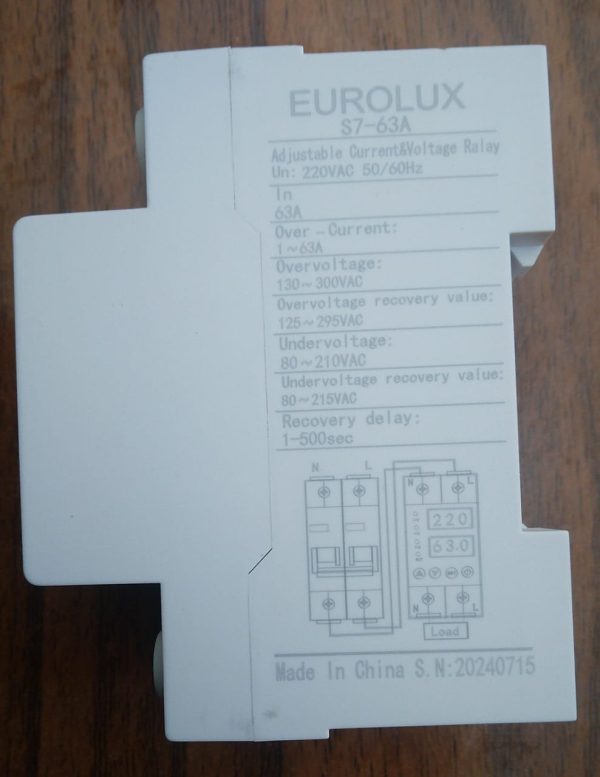 EUROLUX
S7-63A
Adjustable Current&Voltage Ralay
Un: 220VAC 50/60Hz
In
63A
Over-Current:
1~63A
Overvoltage:
130~300VAC
Overvoltage recovery value:
125~295VAC
Undervoltage:
80~210VAC
Undervoltage recovery value:
80~215VAC
Recovery delay:
1-500sec
N L
N L
220
63.0
N L
Load
Made In China S.N:20240715